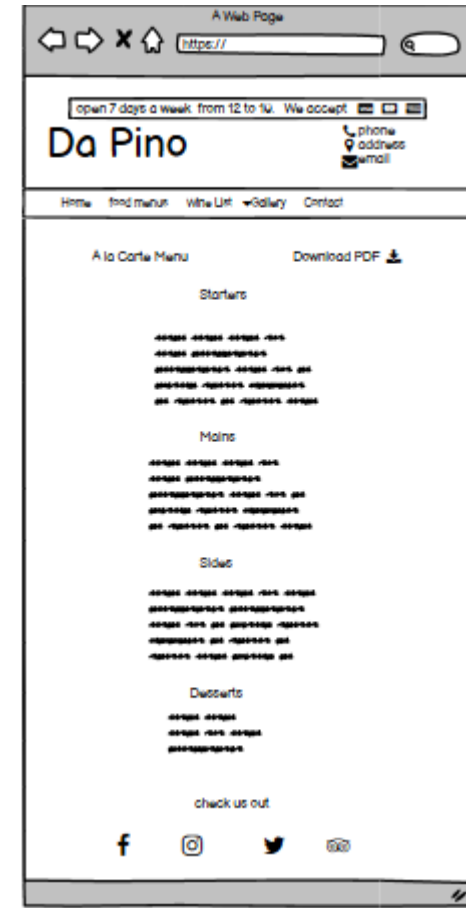 A Web Page
https://
open 7 days a week from 12 to 10. We accept
Da Pino
phone
address
email
Home food menus Wine List Gallery Contact
A la Carte Menu Download PDF
Starters
Mains
Sides
Desserts
check us out